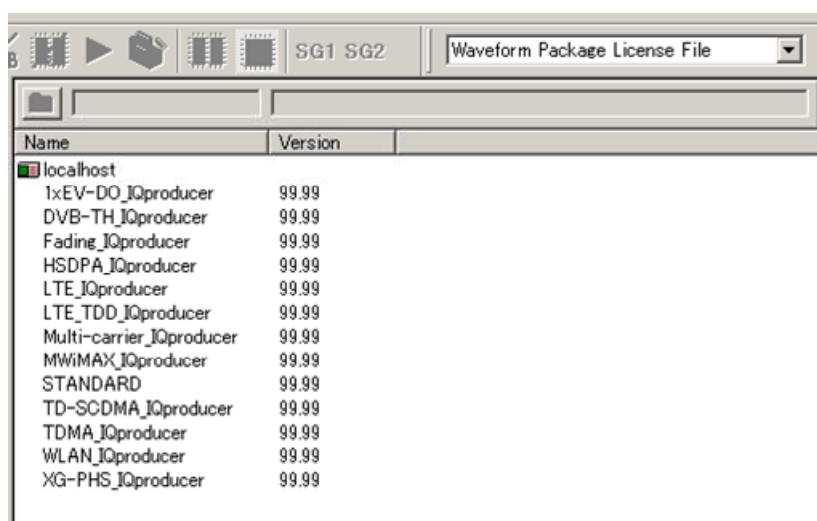 B
SG1 SG2
Waveform Package License File
Name Version
localhost
1xEV-DO_IQproducer 99.99
DVB-TH_IQproducer 99.99
Fading_IQproducer 99.99
HSDPA_IQproducer 99.99
LTE_IQproducer 99.99
LTE_TDD_IQproducer 99.99
Multi-carrier_IQproducer 99.99
MWiMAX_IQproducer 99.99
STANDARD 99.99
TD-SCDMA_IQproducer 99.99
TDMA_IQproducer 99.99
WLAN_IQproducer 99.99
XG-PHS_IQproducer 99.99